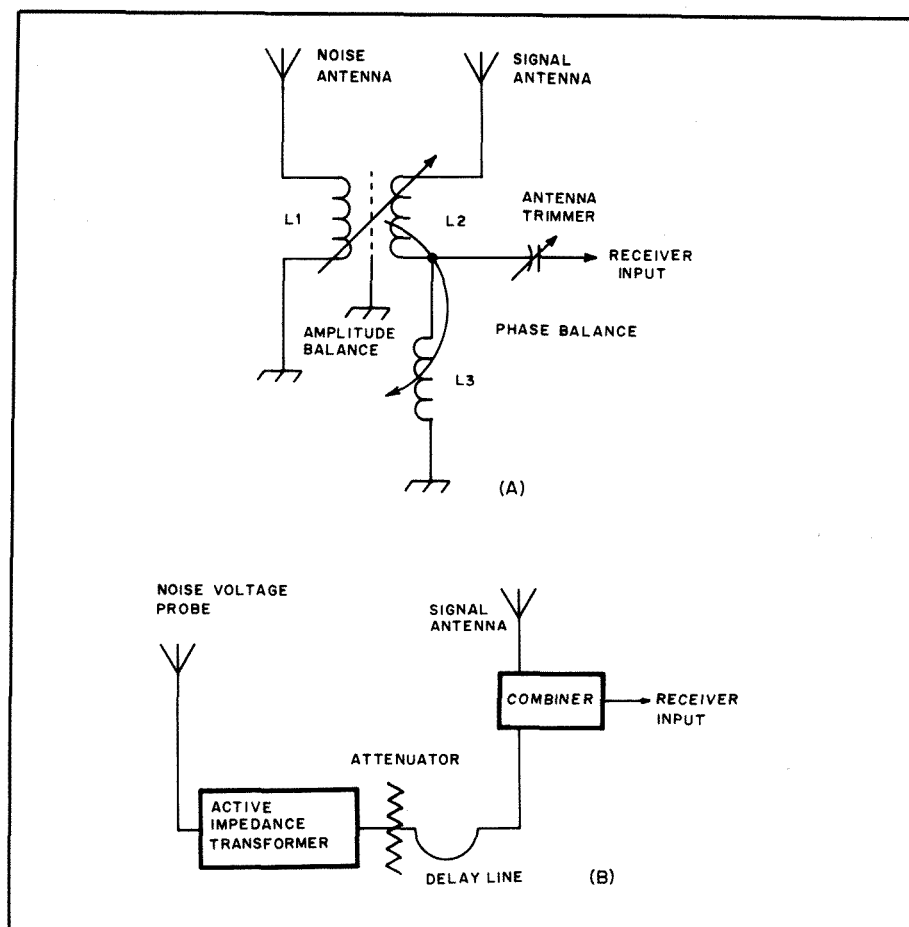 NOISE
ANTENNA
SIGNAL
ANTENNA
L1
L2
ANTENNA
TRIMMER
RECEIVER
INPUT
AMPLITUDE
BALANCE
PHASE BALANCE
L3
(A)
NOISE VOLTAGE
PROBE
SIGNAL
ANTENNA
COMBINER
RECEIVER
INPUT
ATTENUATOR
ACTIVE
IMPEDANCE
TRANSFORMER
DELAY LINE
(B)